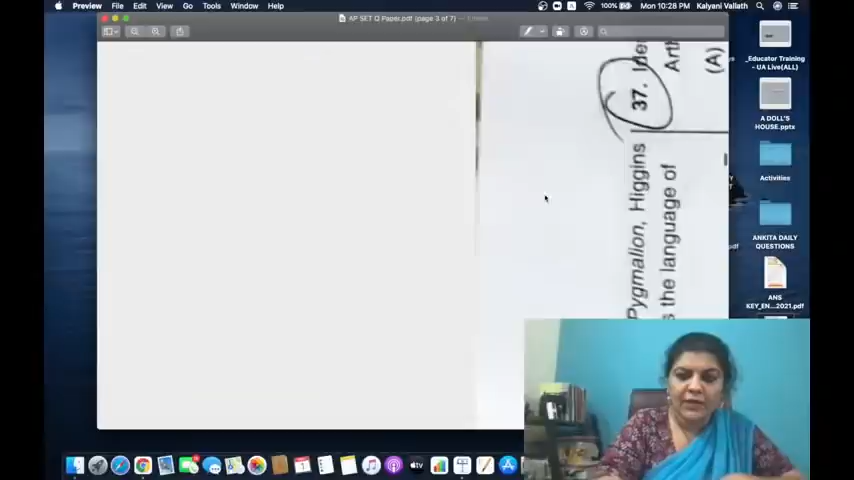 Preview File Edit View Go Tools Window Help
100% Mon 10:28 PM Kalyani Vallath
AP SET Q Paper.pdf (page 3 of 7)
_Educator Training
- UA Live(ALL)
A DOLL'S
HOUSE.pptx
Activities
ANKITA DAILY
QUESTIONS
ANS
KEY_EN...2021.pdf
Pygmalion, Higgins
the language of
37.
Art
(A)